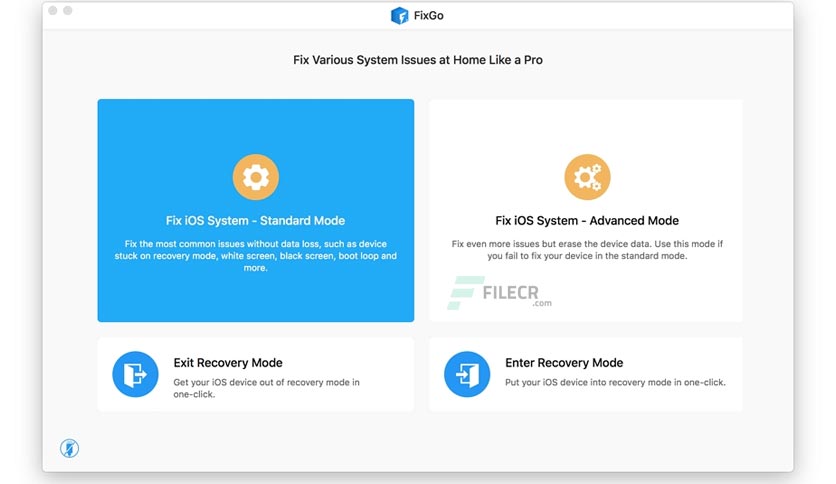 FixGo
Fix Various System Issues at Home Like a Pro
Fix iOS System - Standard Mode
Fix the most common issues without data loss, such as device
stuck on recovery mode, white screen, black screen, boot loop and
more.
Fix iOS System - Advanced Mode
Fix even more issues but erase the device data. Use this mode if
you fail to fix your device in the standard mode.
FILECR
.com
Exit Recovery Mode
Get your iOS device out of recovery mode in
one-click.
Enter Recovery Mode
Put your iOS device into recovery mode in one-click.